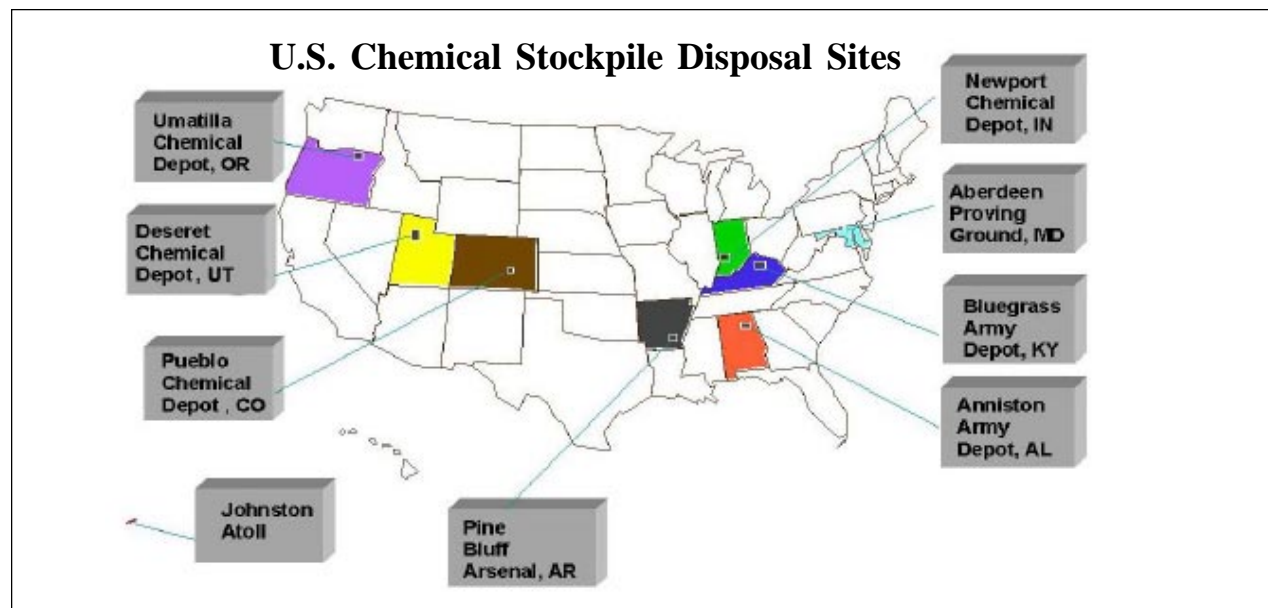 U.S. Chemical Stockpile Disposal Sites
Umatilla
Chemical
Depot, OR
Deseret
Chemical
Depot, UT
Pueblo
Chemical
Depot , CO
Johnston
Atoll
Pine
Bluff
Arsenal, AR
Newport
Chemical
Depot, IN
Aberdeen
Proving
Ground, MD
Bluegrass
Army
Depot, KY
Anniston
Army
Depot, AL